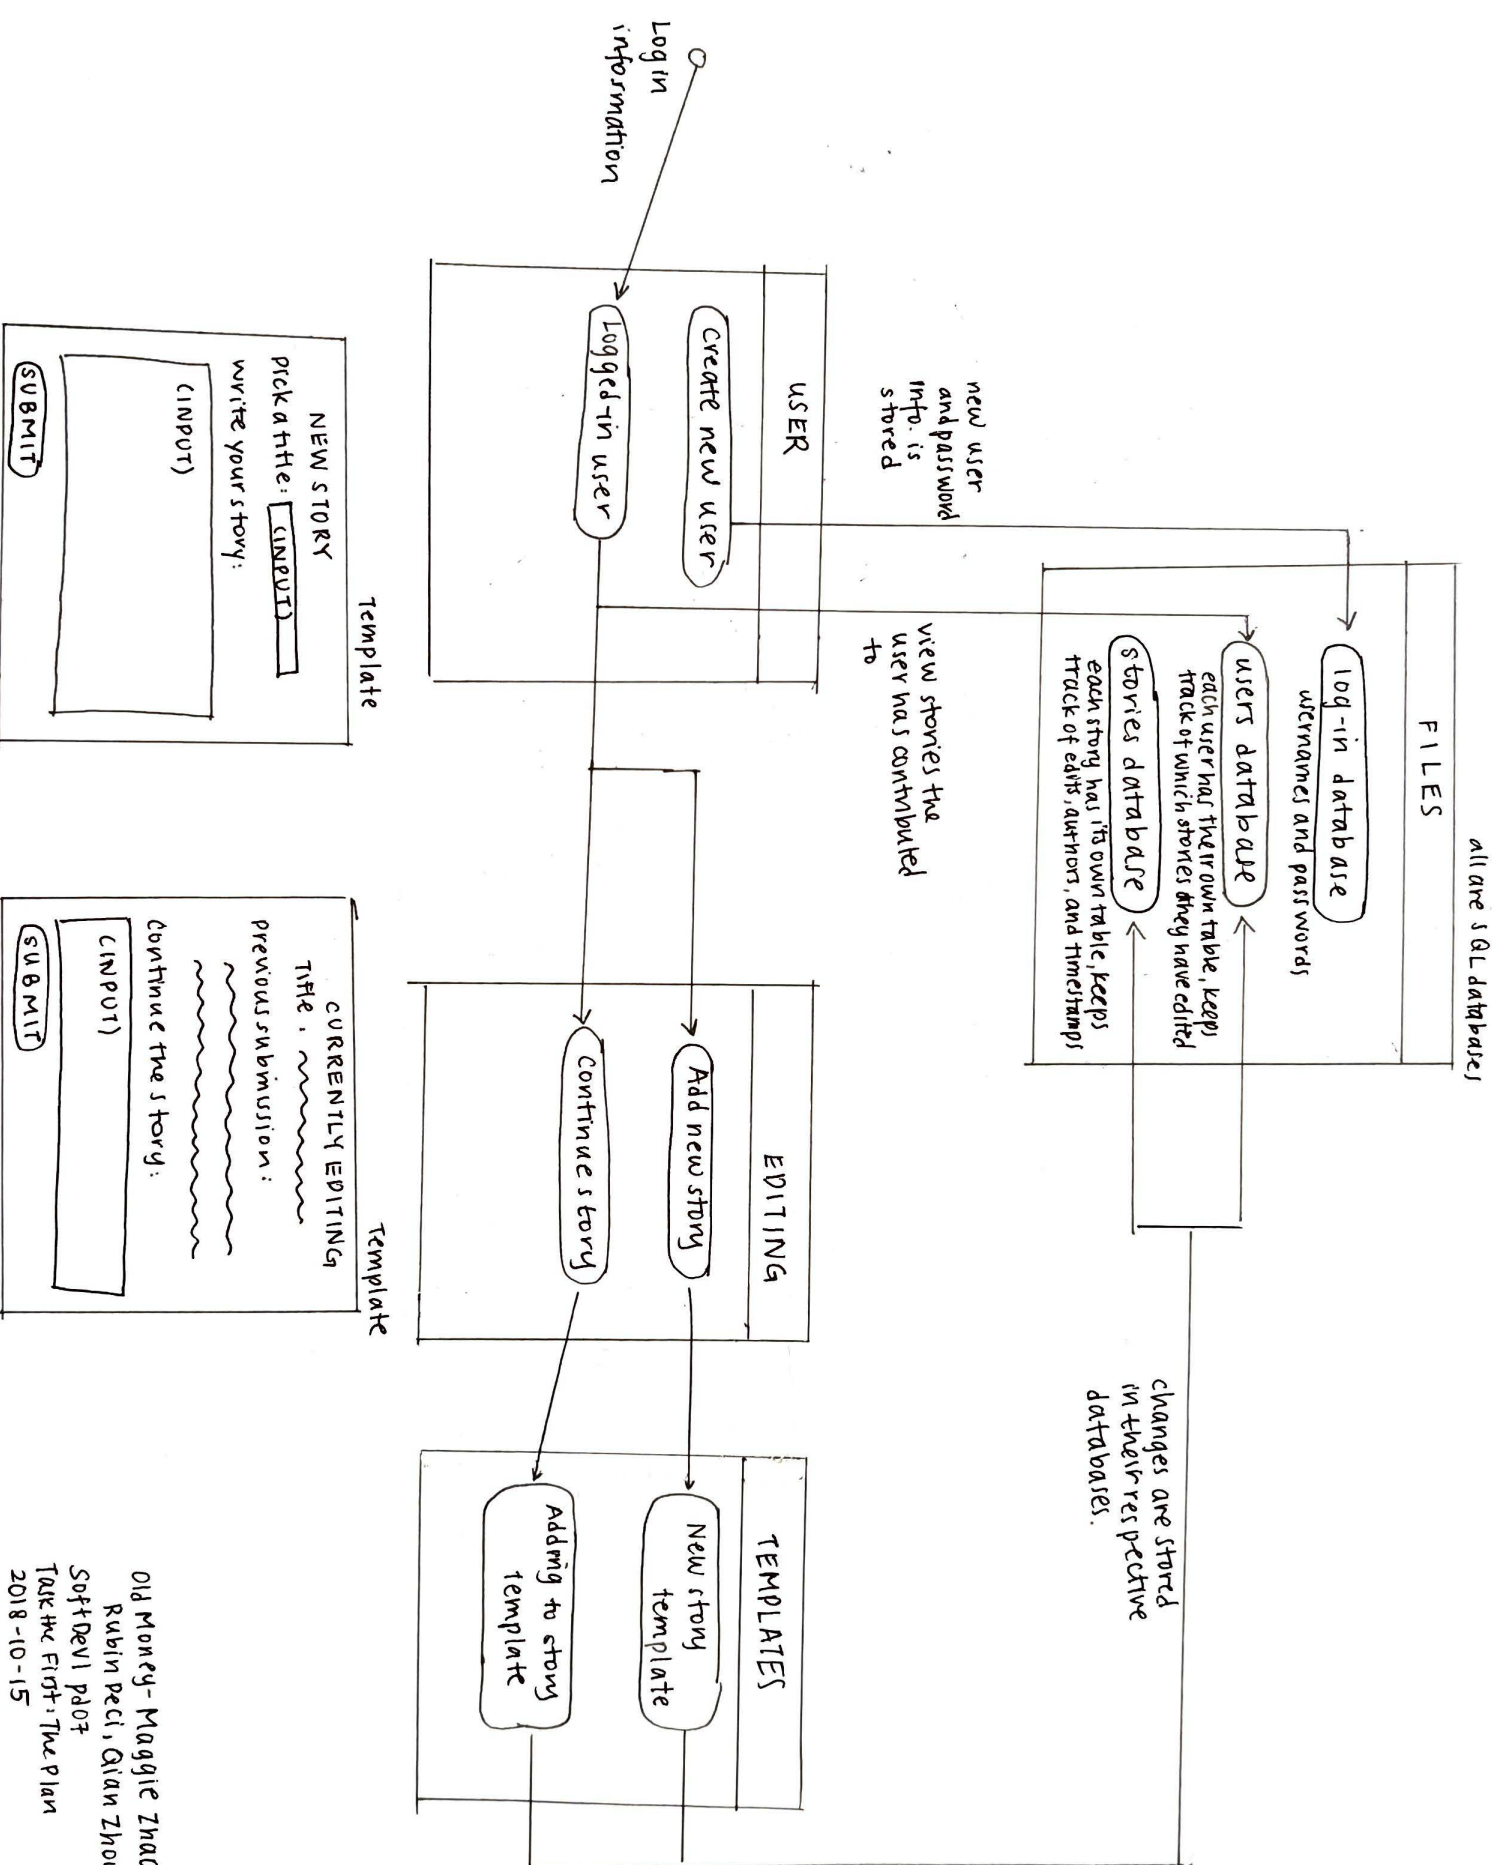 all are SQL databases
FILES
log-in database
usernames and passwords
users database
each user has their own table, keeps
track of which stories they have edited
stories database
each story has its own table, keeps
track of edits, authors, and timestamps
new user
and password
info. is
stored
view stories the
user has contributed
to
changes are stored
in their respective
databases.
Login
information
USER
Create new user
Logged-in user
EDITING
Add new story
Continue story
TEMPLATES
New story
template
Adding to story
template
Template
NEW STORY
Pick a title: (INPUT)
Write your story:
(INPUT)
SUBMIT
Template
CURRENTLY EDITING
Title:
Previous submission:
Continue the story:
(INPUT)
SUBMIT
Old Money - Maggie
Rubin Peci, Qian
SoftDev1 pd07
Task the First: The Plan
2018-10-15